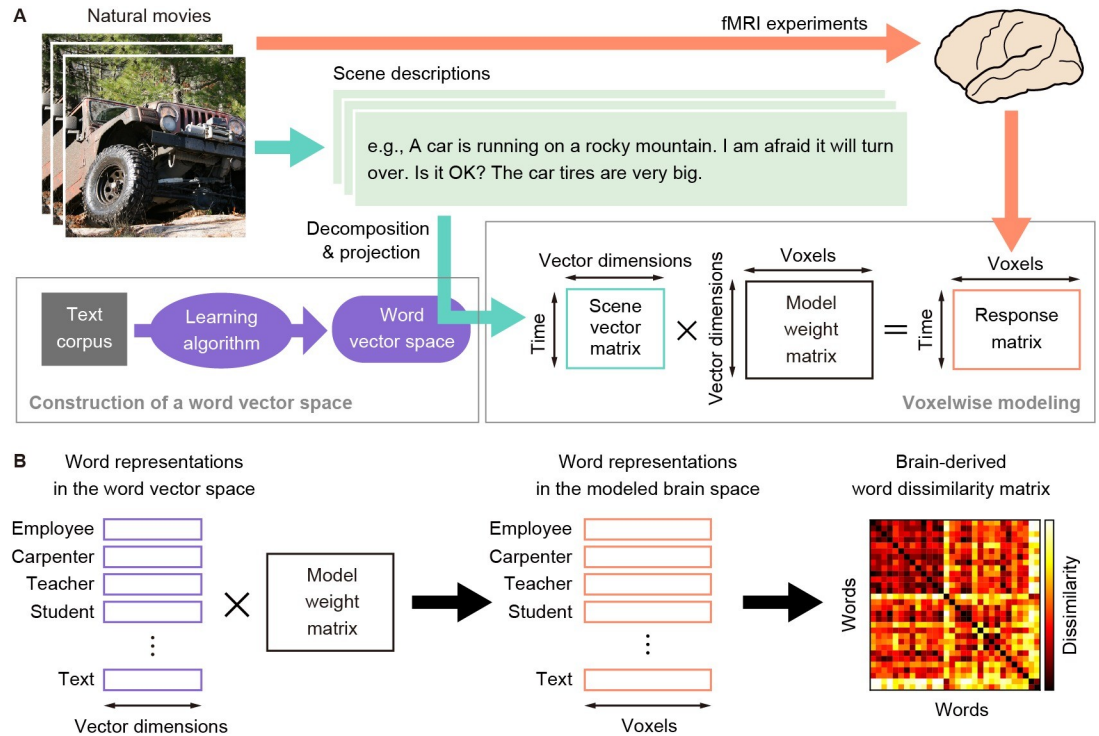 A
Natural movies
fMRI experiments
Scene descriptions
e.g., A car is running on a rocky mountain. I am afraid it will turn
over. Is it OK? The car tires are very big.
Decomposition
& projection
Text
corpus
Learning
algorithm
Word
vector space
Construction of a word vector space
Vector dimensions
Time
Scene
vector
matrix
×
Voxels
Vector dimensions
Model
weight
matrix
=
Voxels
Time
Response
matrix
Voxelwise modeling
B
Word representations
in the word vector space
Employee
Carpenter
Teacher
Student
⋮
Text
Vector dimensions
×
Model
weight
matrix
Word representations
in the modeled brain space
Employee
Carpenter
Teacher
Student
⋮
Text
Voxels
Brain-derived
word dissimilarity matrix
Words
Words
Dissimilarity